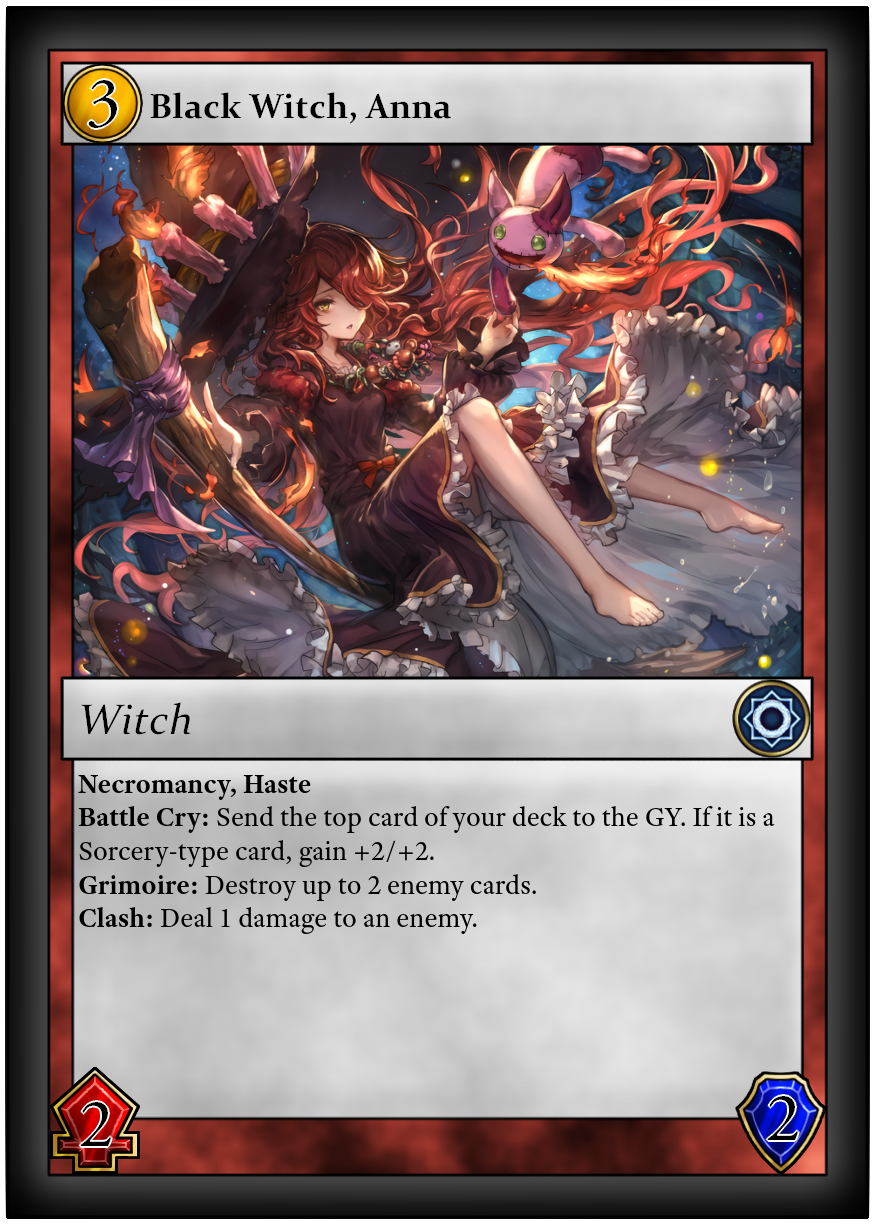 3
Black Witch, Anna
Witch
Necromancy, Haste
Battle Cry: Send the top card of your deck to the GY. If it is a
Sorcery-type card, gain +2/+2.
Grimoire: Destroy up to 2 enemy cards.
Clash: Deal 1 damage to an enemy.
2
2